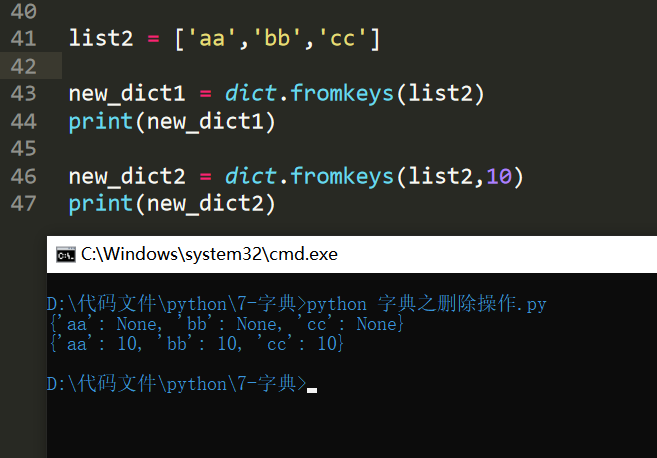 40
41 list2 = ['aa','bb','cc']
42
43 new_dict1 = dict.fromkeys(list2)
44 print(new_dict1)
45
46 new_dict2 = dict.fromkeys(list2,10)
47 print(new_dict2)
C:\Windows\system32\cmd.exe
D:\代码文件\python\7-字典>python 字典之删除操作.py
{'aa': None, 'bb': None, 'cc': None}
{'aa': 10, 'bb': 10, 'cc': 10}
D:\代码文件\python\7-字典>